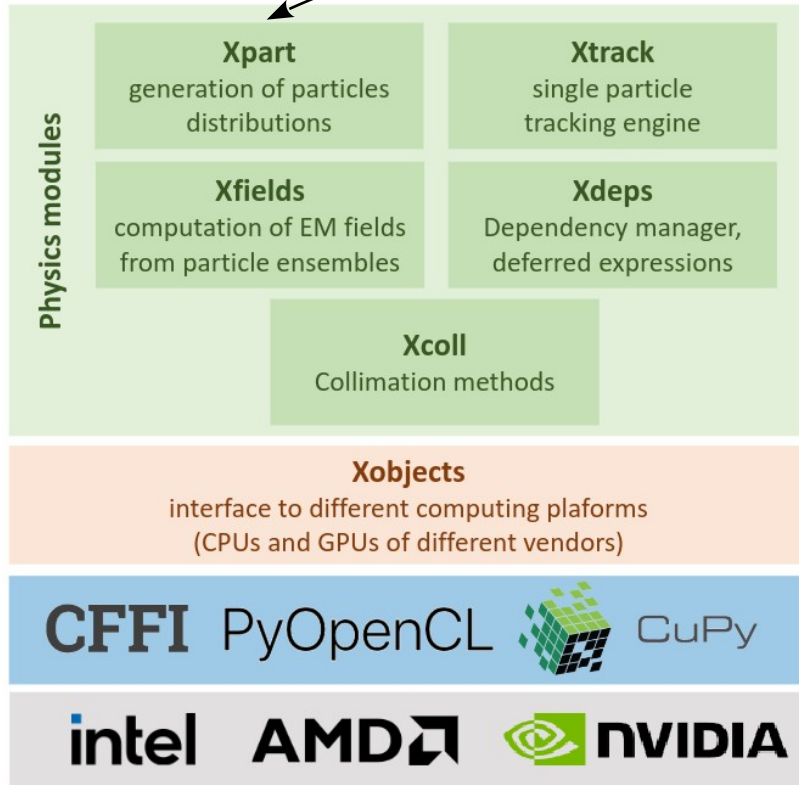 Physics modules
Xpart
generation of particles
distributions
Xtrack
single particle
tracking engine
Xfields
computation of EM fields
from particle ensembles
Xdeps
Dependency manager,
deferred expressions
Xcoll
Collimation methods
Xobjects
interface to different computing plaforms
(CPUs and GPUs of different vendors)
CFFI PyOpenCL CuPy
intel AMD NVIDIA